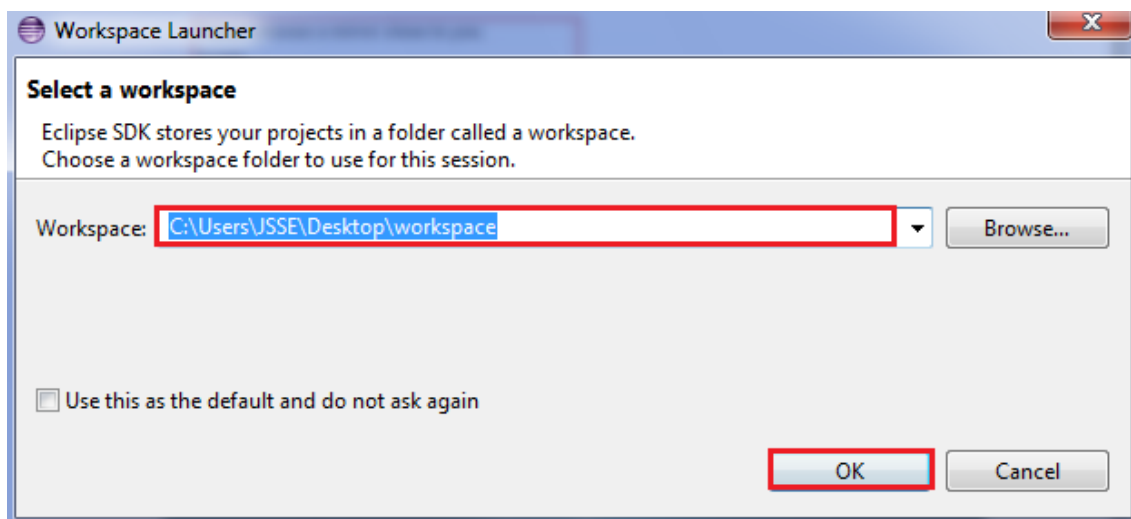 Workspace Launcher
Select a workspace
Eclipse SDK stores your projects in a folder called a workspace.
Choose a workspace folder to use for this session.
Workspace: C:\Users\JSSE\Desktop\workspace Browse...
Use this as the default and do not ask again
OK Cancel